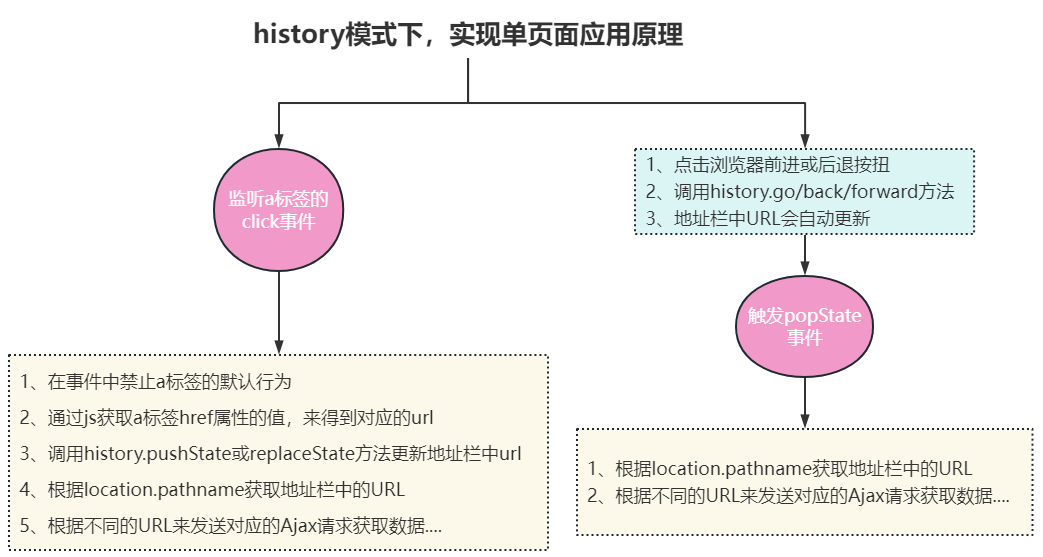 history模式下，实现单页面应用原理
监听a标签的
click事件
1、在事件中禁止a标签的默认行为
2、通过js获取a标签href属性的值，来得到对应的url
3、调用history.pushState或replaceState方法更新地址栏中url
4、根据location.pathname获取地址栏中的URL
5、根据不同的URL来发送对应的Ajax请求获取数据....
1、点击浏览器前进或后退按扭
2、调用history.go/back/forward方法
3、地址栏中URL会自动更新
触发popState
事件
1、根据location.pathname获取地址栏中的URL
2、根据不同的URL来发送对应的Ajax请求获取数据....